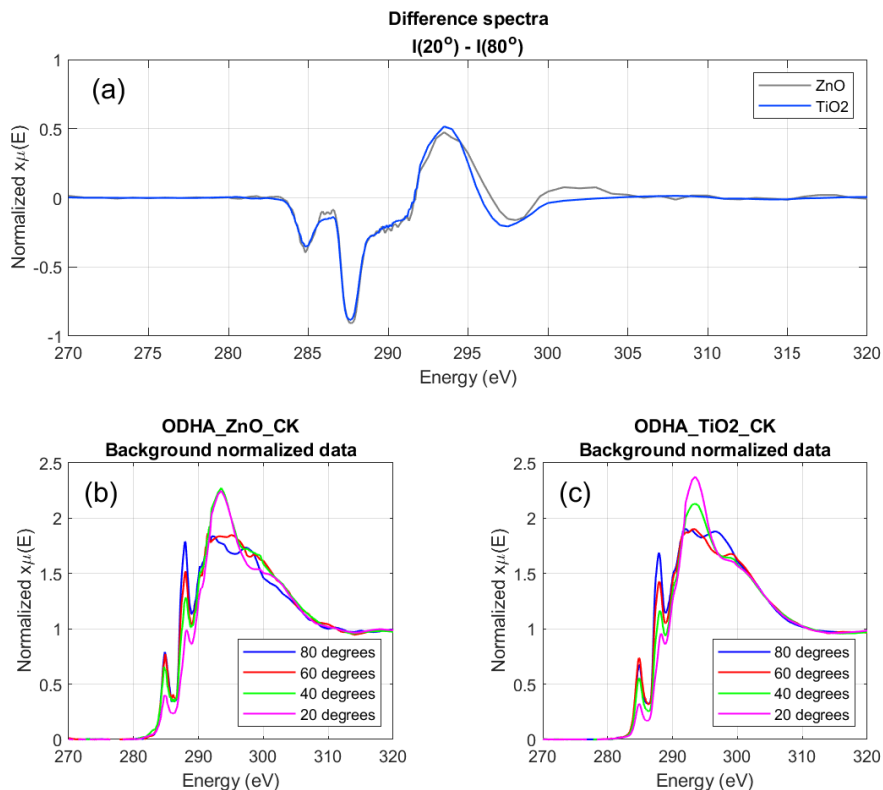 Difference spectra
I(20°) - I(80°)
(a)
ZnO
TiO2
Normalized xμ(E)
1
0.5
0
-0.5
-1
270 275 280 285 290 295 300 305 310 315 320
Energy (eV)
ODHA_ZnO_CK
Background normalized data
(b)
Normalized xμ(E)
2.5
2
1.5
1
0.5
0
80 degrees
60 degrees
40 degrees
20 degrees
270 280 290 300 310 320
Energy (eV)
ODHA_TiO2_CK
Background normalized data
(c)
Normalized xμ(E)
2.5
2
1.5
1
0.5
0
80 degrees
60 degrees
40 degrees
20 degrees
270 280 290 300 310 320
Energy (eV)